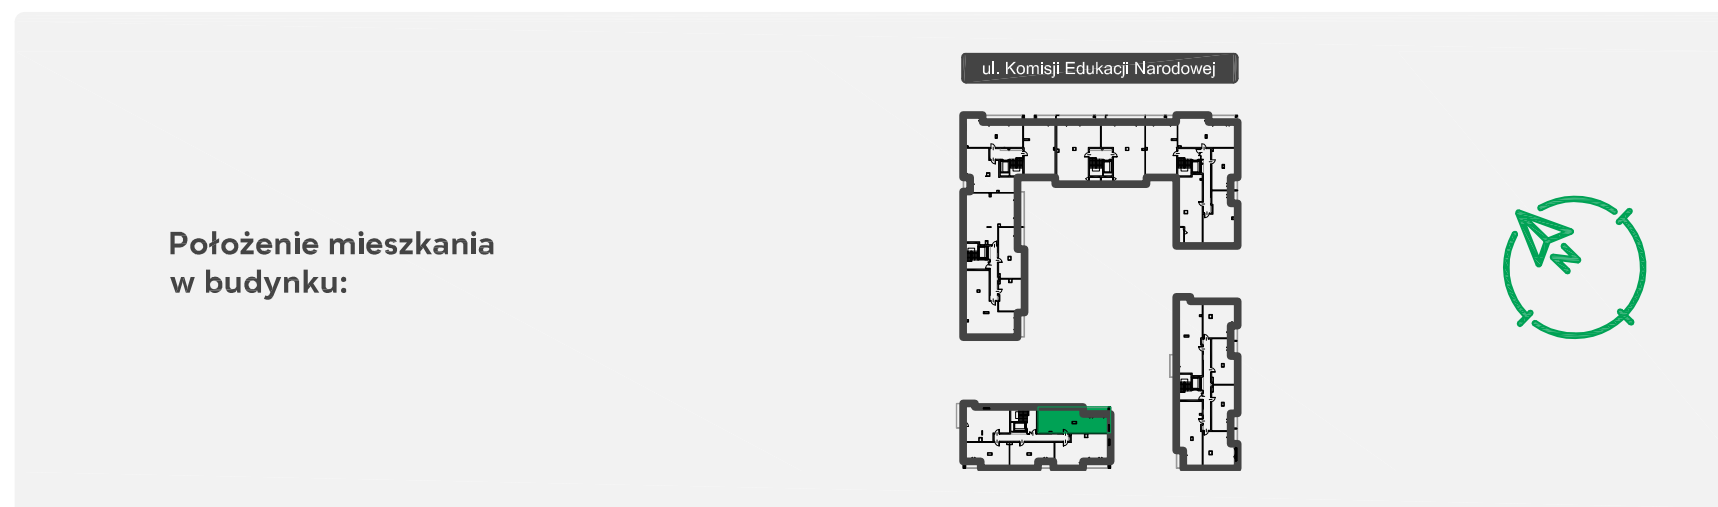 ul. Komisji Edukacji Narodowej
Położenie mieszkania
w budynku:
N